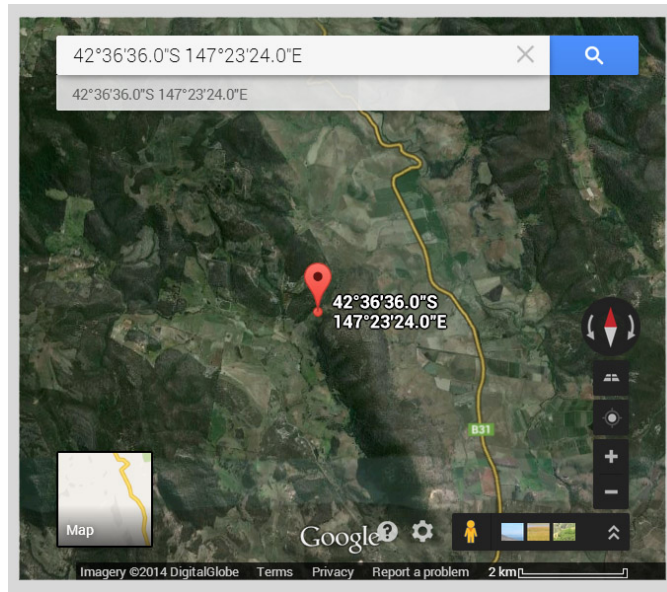 42°36'36.0"S 147°23'24.0"E
42°36'36.0"S 147°23'24.0"E
42°36'36.0"S
147°23'24.0"E
B31
Map
Google
?
Imagery ©2014 DigitalGlobe Terms Privacy Report a problem 2 km